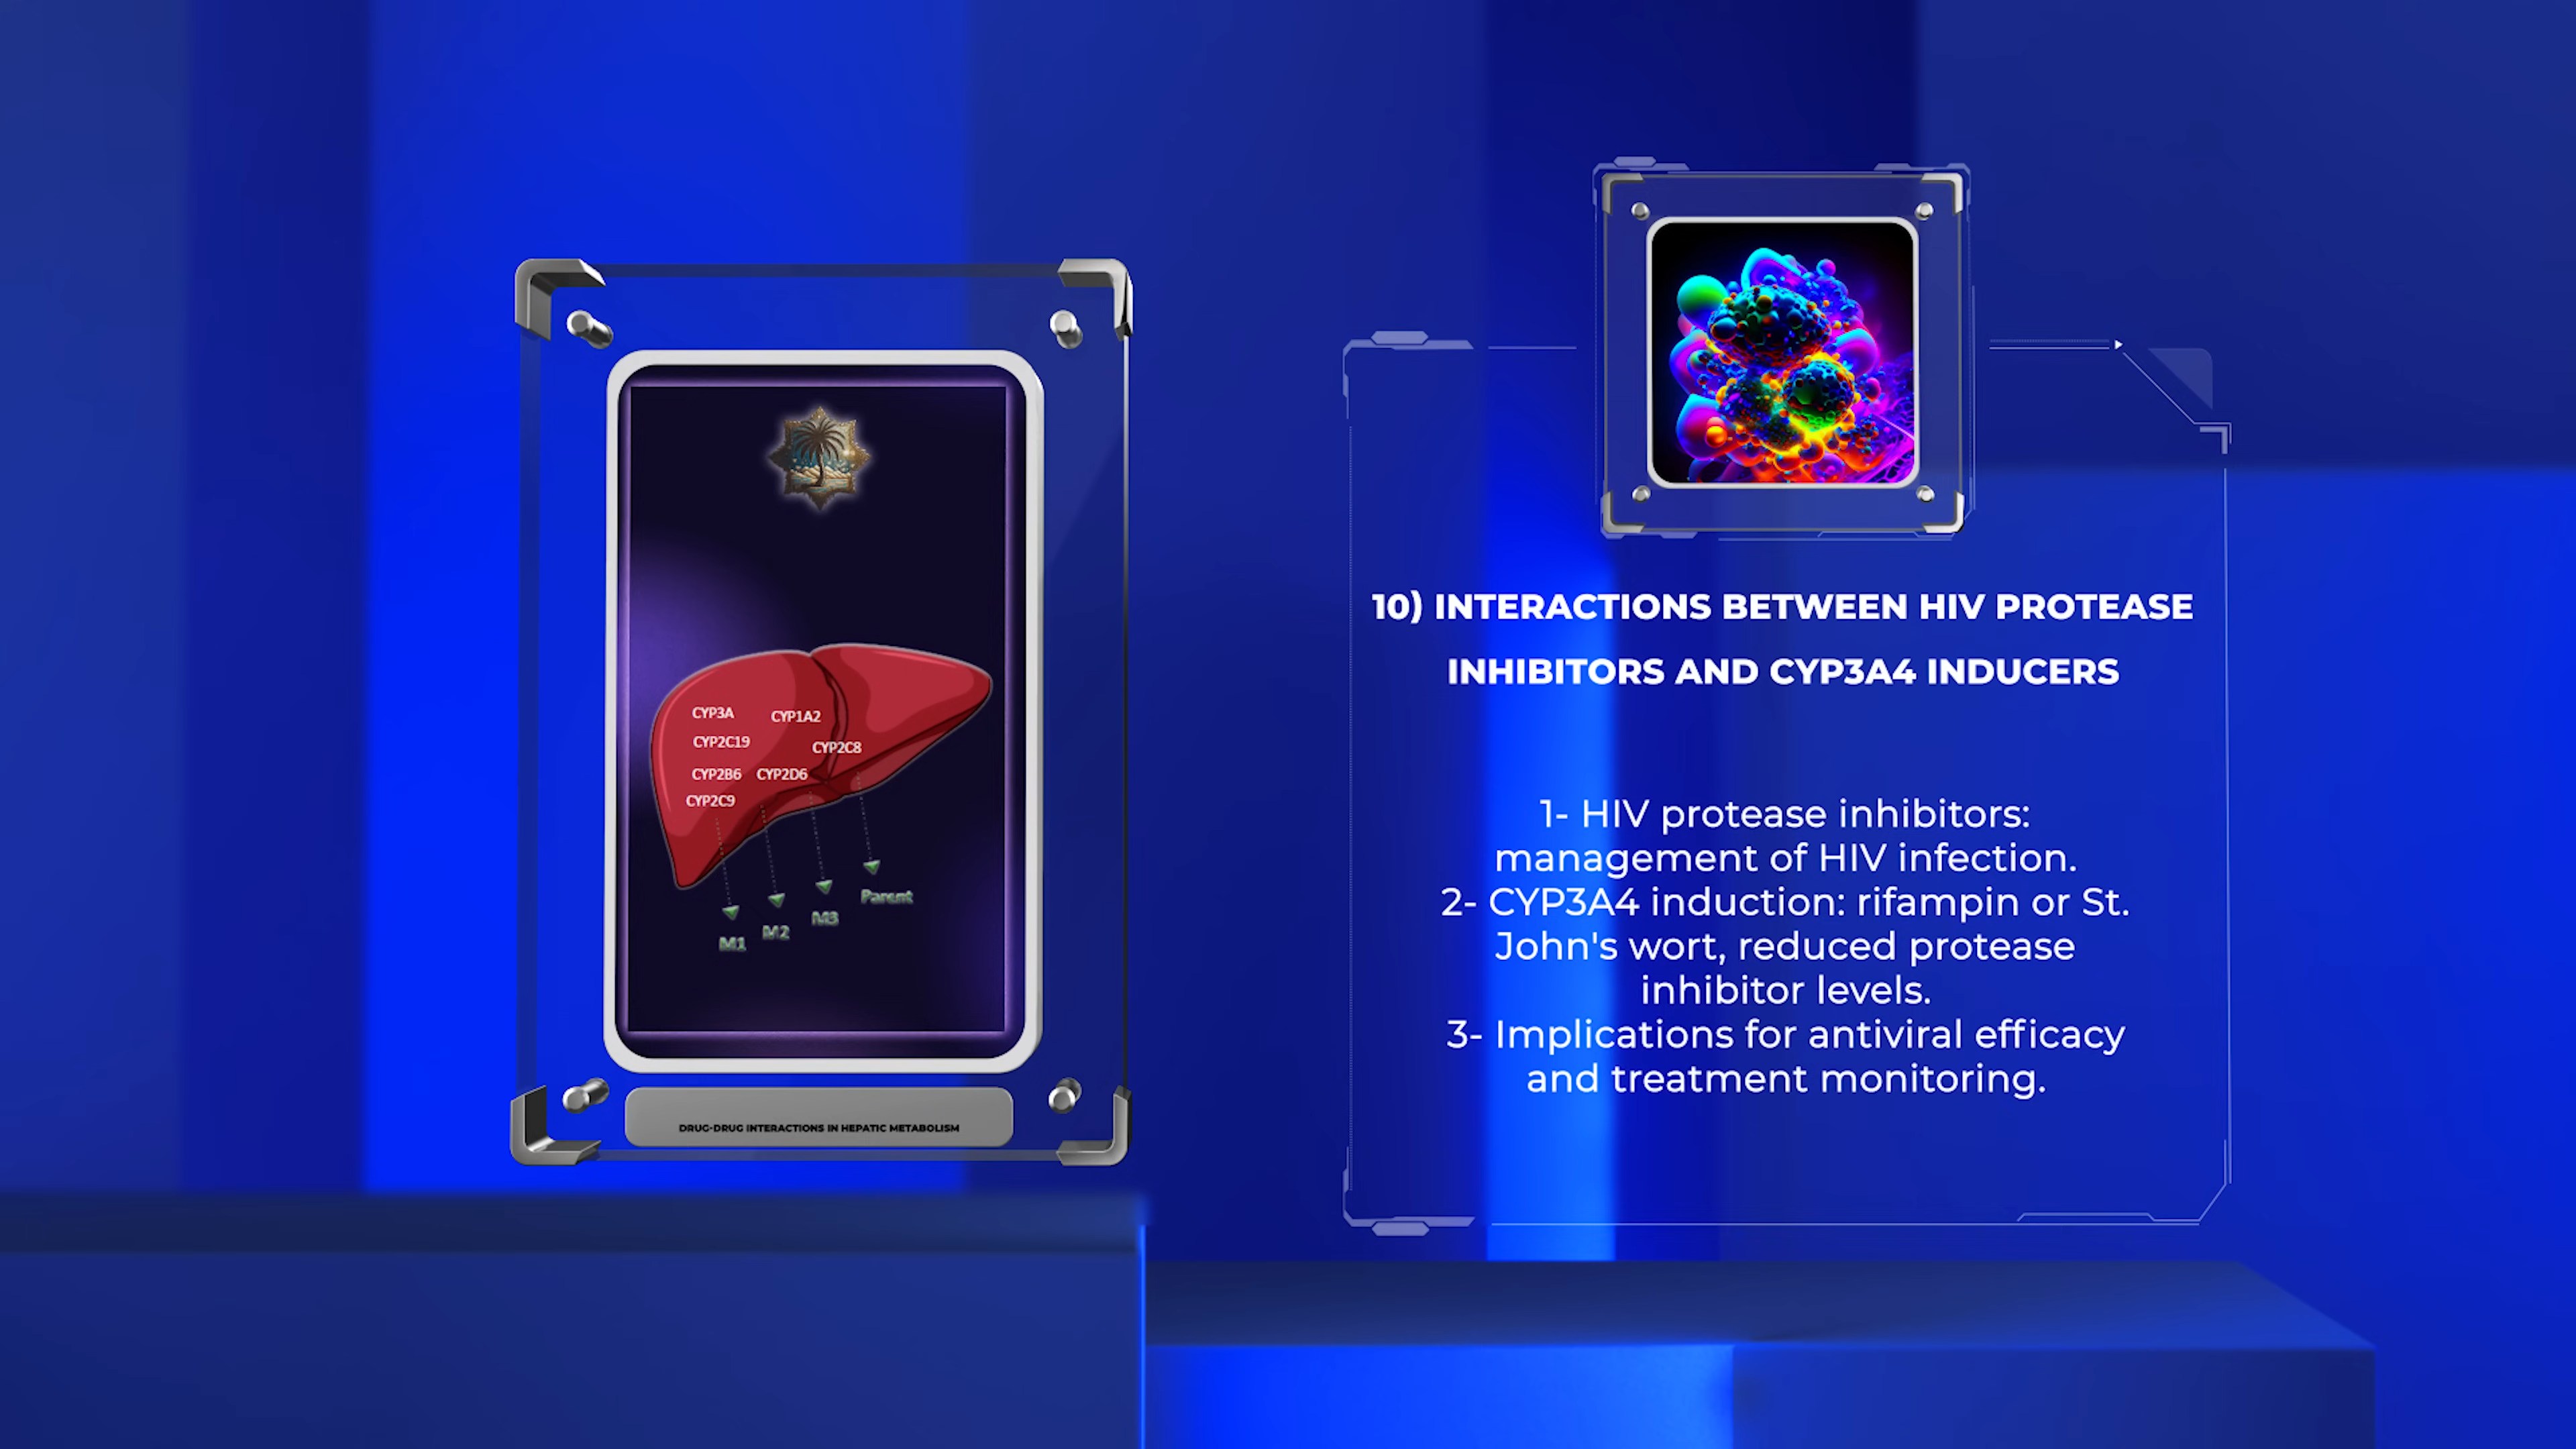 CYP3A
CYP1A2
CYP2C19
CYP2C8
CYP2B6
CYP2D6
CYP2C9
Parent
M3
M2
M1
DRUG-DRUG INTERACTIONS IN HEPATIC METABOLISM
10) INTERACTIONS BETWEEN HIV PROTEASE
INHIBITORS AND CYP3A4 INDUCERS
1- HIV protease inhibitors:
management of HIV infection.
2- CYP3A4 induction: rifampin or St.
John's wort, reduced protease
inhibitor levels.
3- Implications for antiviral efficacy
and treatment monitoring.